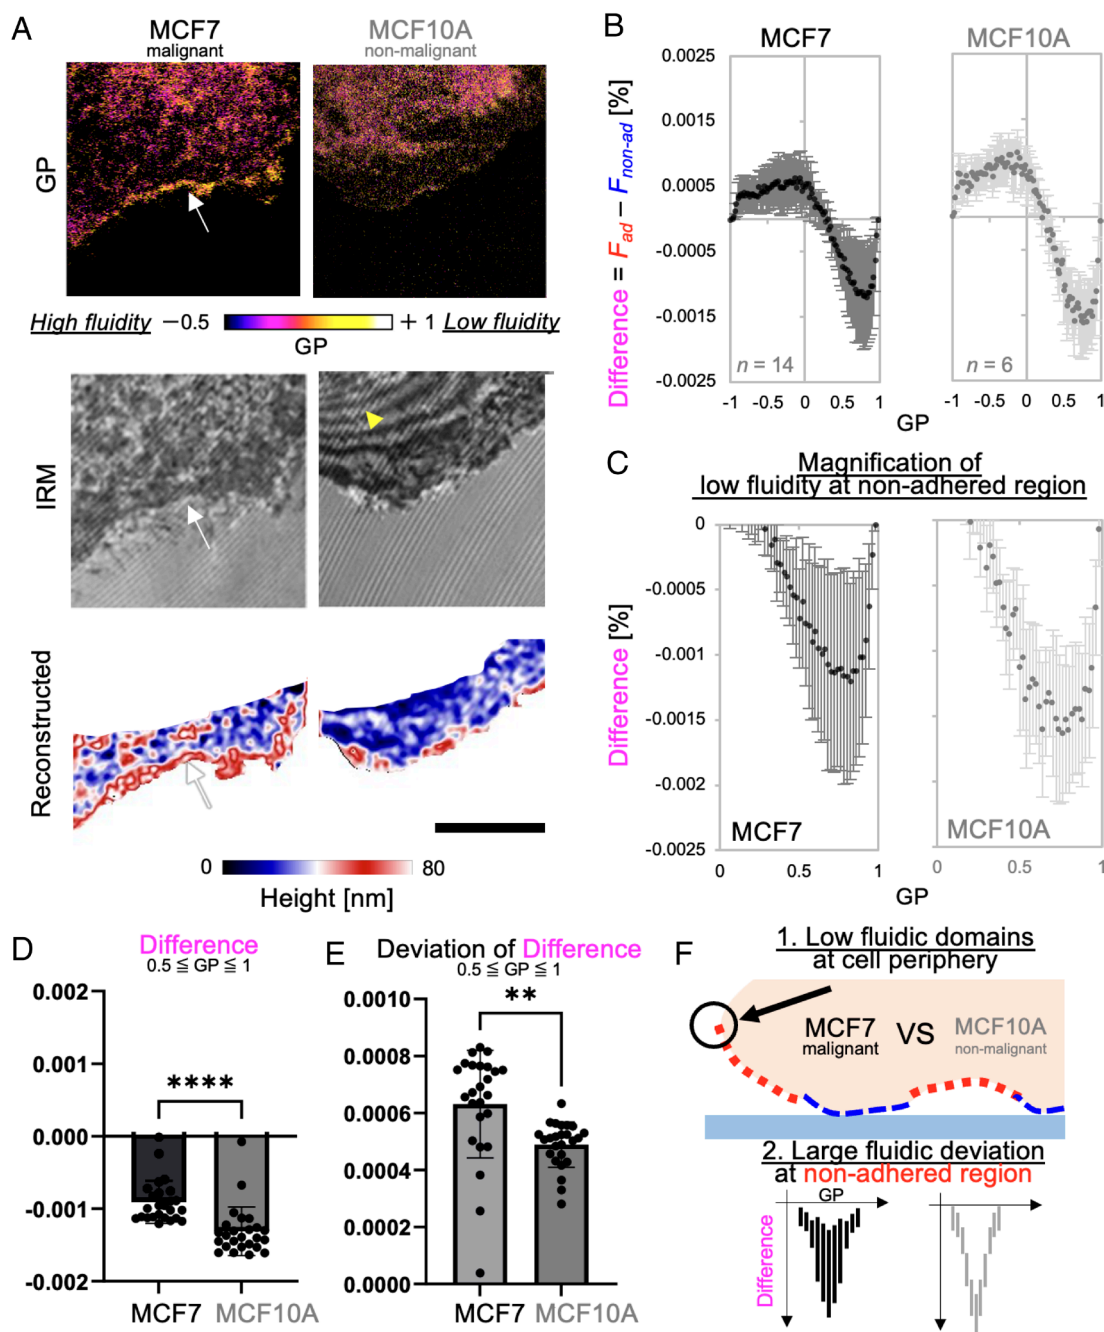 A
MCF7
malignant
MCF10A
non-malignant
GP
High fluidity −0.5 + 1 Low fluidity
GP
IRM
Reconstructed
0 80
Height [nm]
B
MCF7
MCF10A
Difference = Fad − Fnon-ad [%]
0.0025
0.0015
0.0005
-0.0005
-0.0015
-0.0025
n = 14
n = 6
-1 -0.5 0 0.5 1
-1 -0.5 0 0.5 1
GP
C
Magnification of
low fluidity at non-adhered region
Difference [%]
0
-0.0005
-0.001
-0.0015
-0.002
-0.0025
MCF7
MCF10A
0 0.5 1
0 0.5 1
GP
D
Difference
0.5 ≦ GP ≦ 1
0.002
0.001
0.000
-0.001
-0.002
****
MCF7 MCF10A
E
Deviation of Difference
0.5 ≦ GP ≦ 1
0.0010
0.0008
0.0006
0.0004
0.0002
0.0000
**
MCF7 MCF10A
F
1. Low fluidic domains
at cell periphery
MCF7
malignant
VS
MCF10A
non-malignant
2. Large fluidic deviation
at non-adhered region
GP
Difference